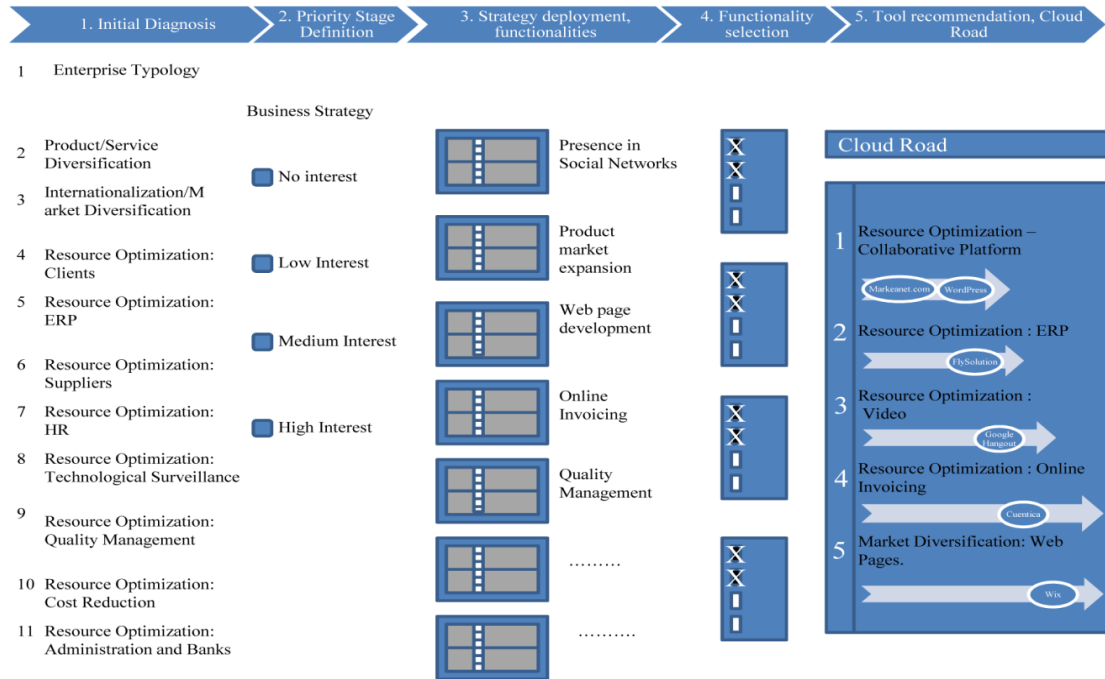 1. Initial Diagnosis
2. Priority Stage
Definition
3. Strategy deployment,
functionalities
4. Functionality
selection
5. Tool recommendation, Cloud
Road
1 Enterprise Typology
2 Product/Service
Diversification
3 Internationalization/M
arket Diversification
4 Resource Optimization:
Clients
5 Resource Optimization:
ERP
6 Resource Optimization:
Suppliers
7 Resource Optimization:
HR
8 Resource Optimization:
Technological Surveillance
9 Resource Optimization:
Quality Management
10 Resource Optimization:
Cost Reduction
11 Resource Optimization:
Administration and Banks
Business Strategy
No interest
Low Interest
Medium Interest
High Interest
Presence in
Social Networks
Product
market
expansion
Web page
development
Online
Invoicing
Quality
Management
………
……….
X
X
X
X
X
X
X
X
Cloud Road
1 Resource Optimization –
Collaborative Platform
Markeanet.com WordPress
2 Resource Optimization : ERP
FlySolution
3 Resource Optimization :
Video
Google
Hangout
4 Resource Optimization : Online
Invoicing
Cuentica
5 Market Diversification: Web
Pages.
Wix